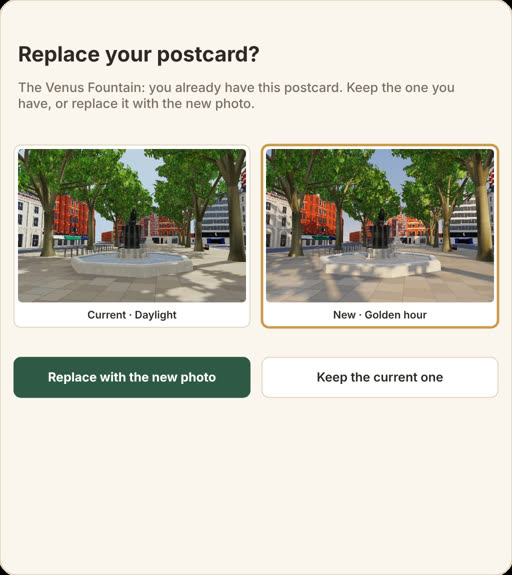 Replace your postcard?
The Venus Fountain: you already have this postcard. Keep the one you
have, or replace it with the new photo.
Current · Daylight
New · Golden hour
Replace with the new photo
Keep the current one